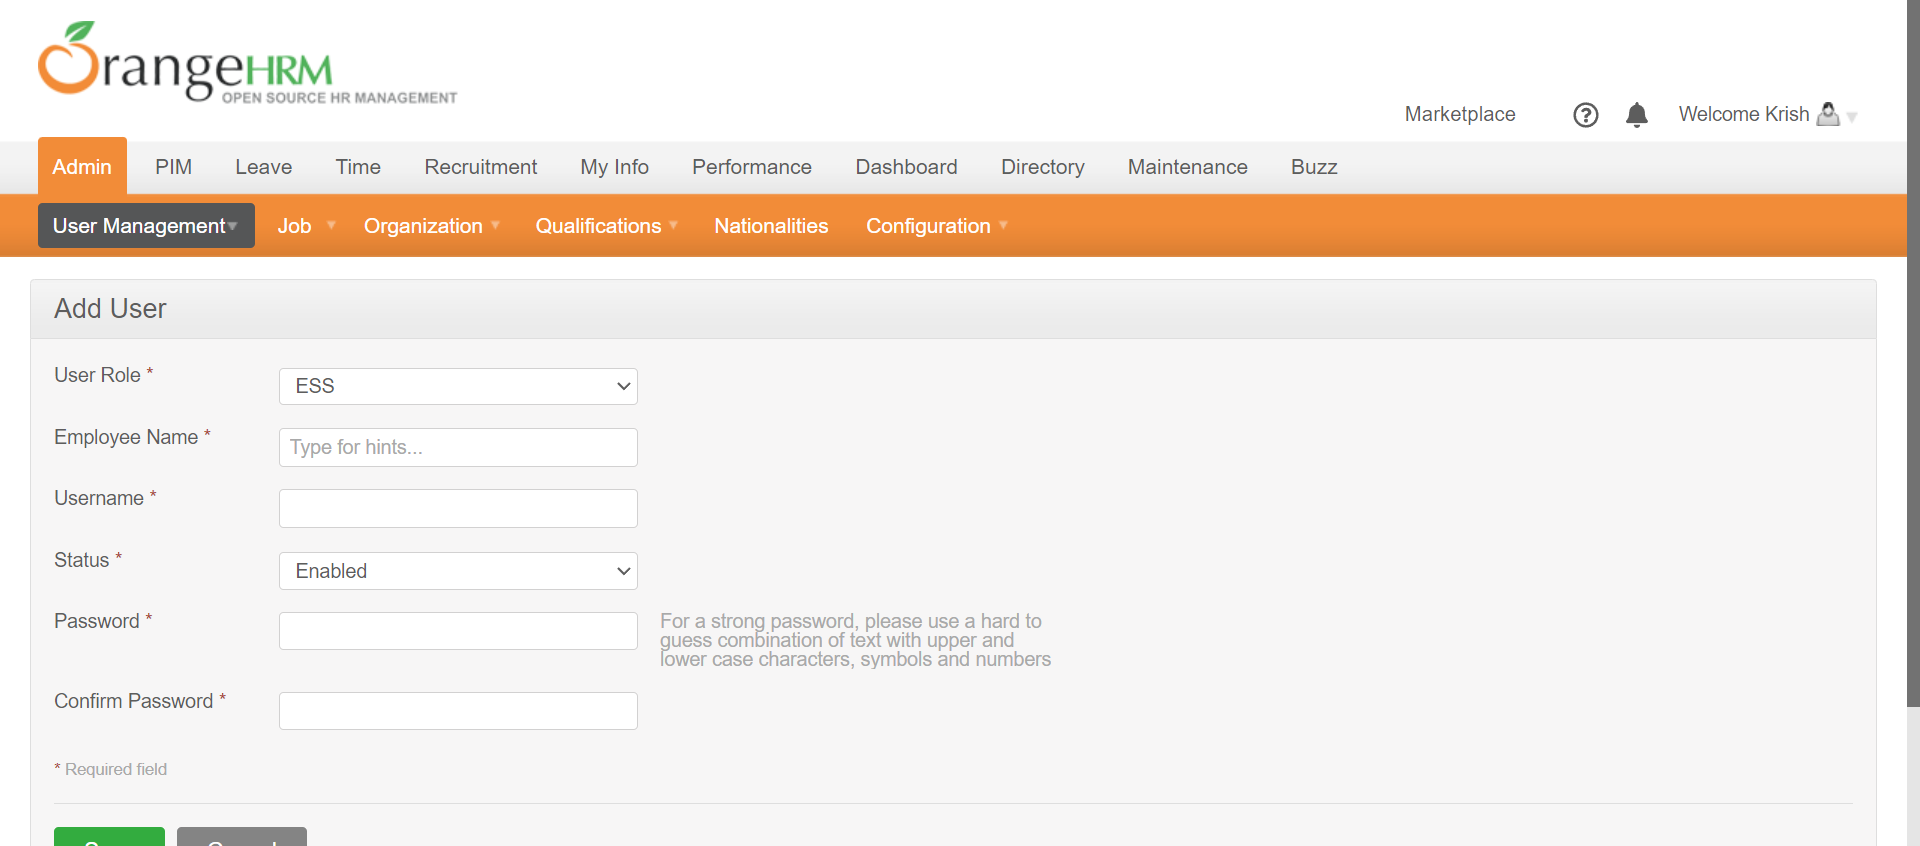 OrangeHRM
OPEN SOURCE HR MANAGEMENT
Marketplace ? Welcome Krish
Admin PIM Leave Time Recruitment My Info Performance Dashboard Directory Maintenance Buzz
User Management Job Organization Qualifications Nationalities Configuration
Add User
User Role * ESS
Employee Name * Type for hints...
Username *
Status * Enabled
Password * For a strong password, please use a hard to
guess combination of text with upper and
lower case characters, symbols and numbers
Confirm Password *
* Required field